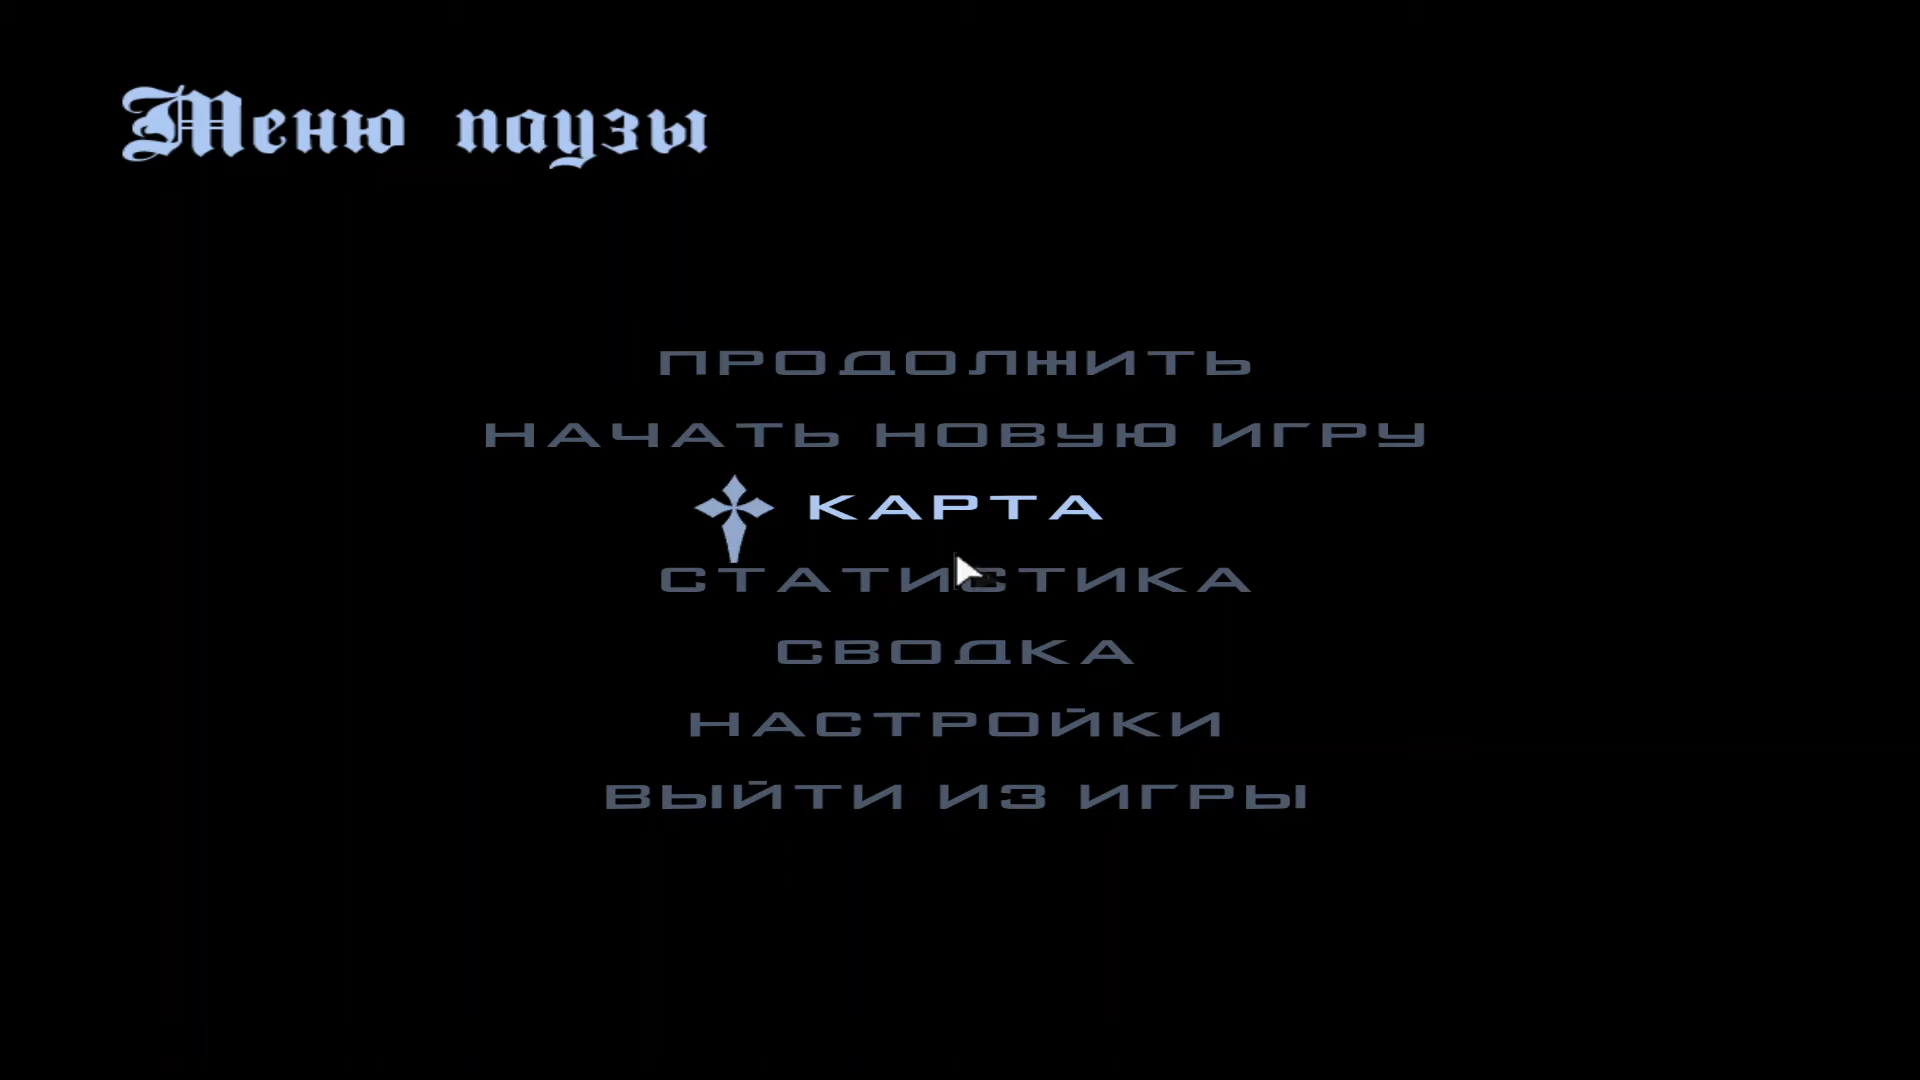 Меню паузы
ПРОДОЛЖИТЬ
НАЧАТЬ НОВУЮ ИГРУ
КАРТА
СТАТИСТИКА
СВОДКА
НАСТРОЙКИ
ВЫЙТИ ИЗ ИГРЫ